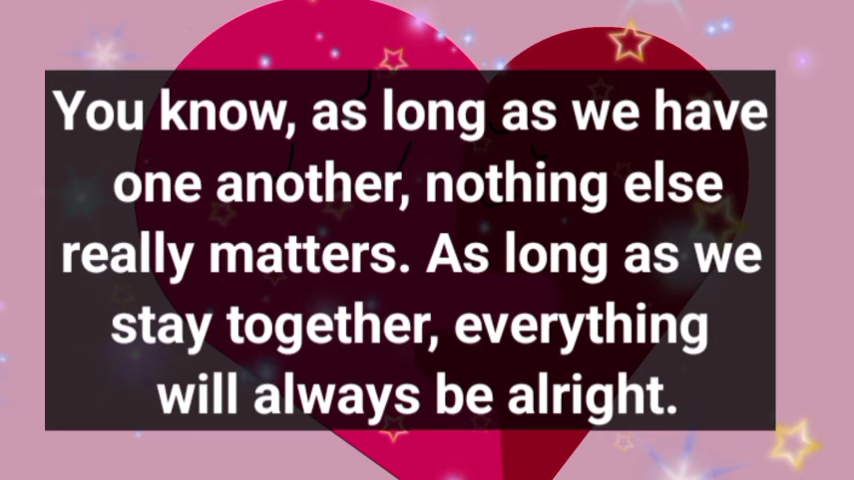 You know, as long as we have
one another, nothing else
really matters. As long as we
stay together, everything
will always be alright.